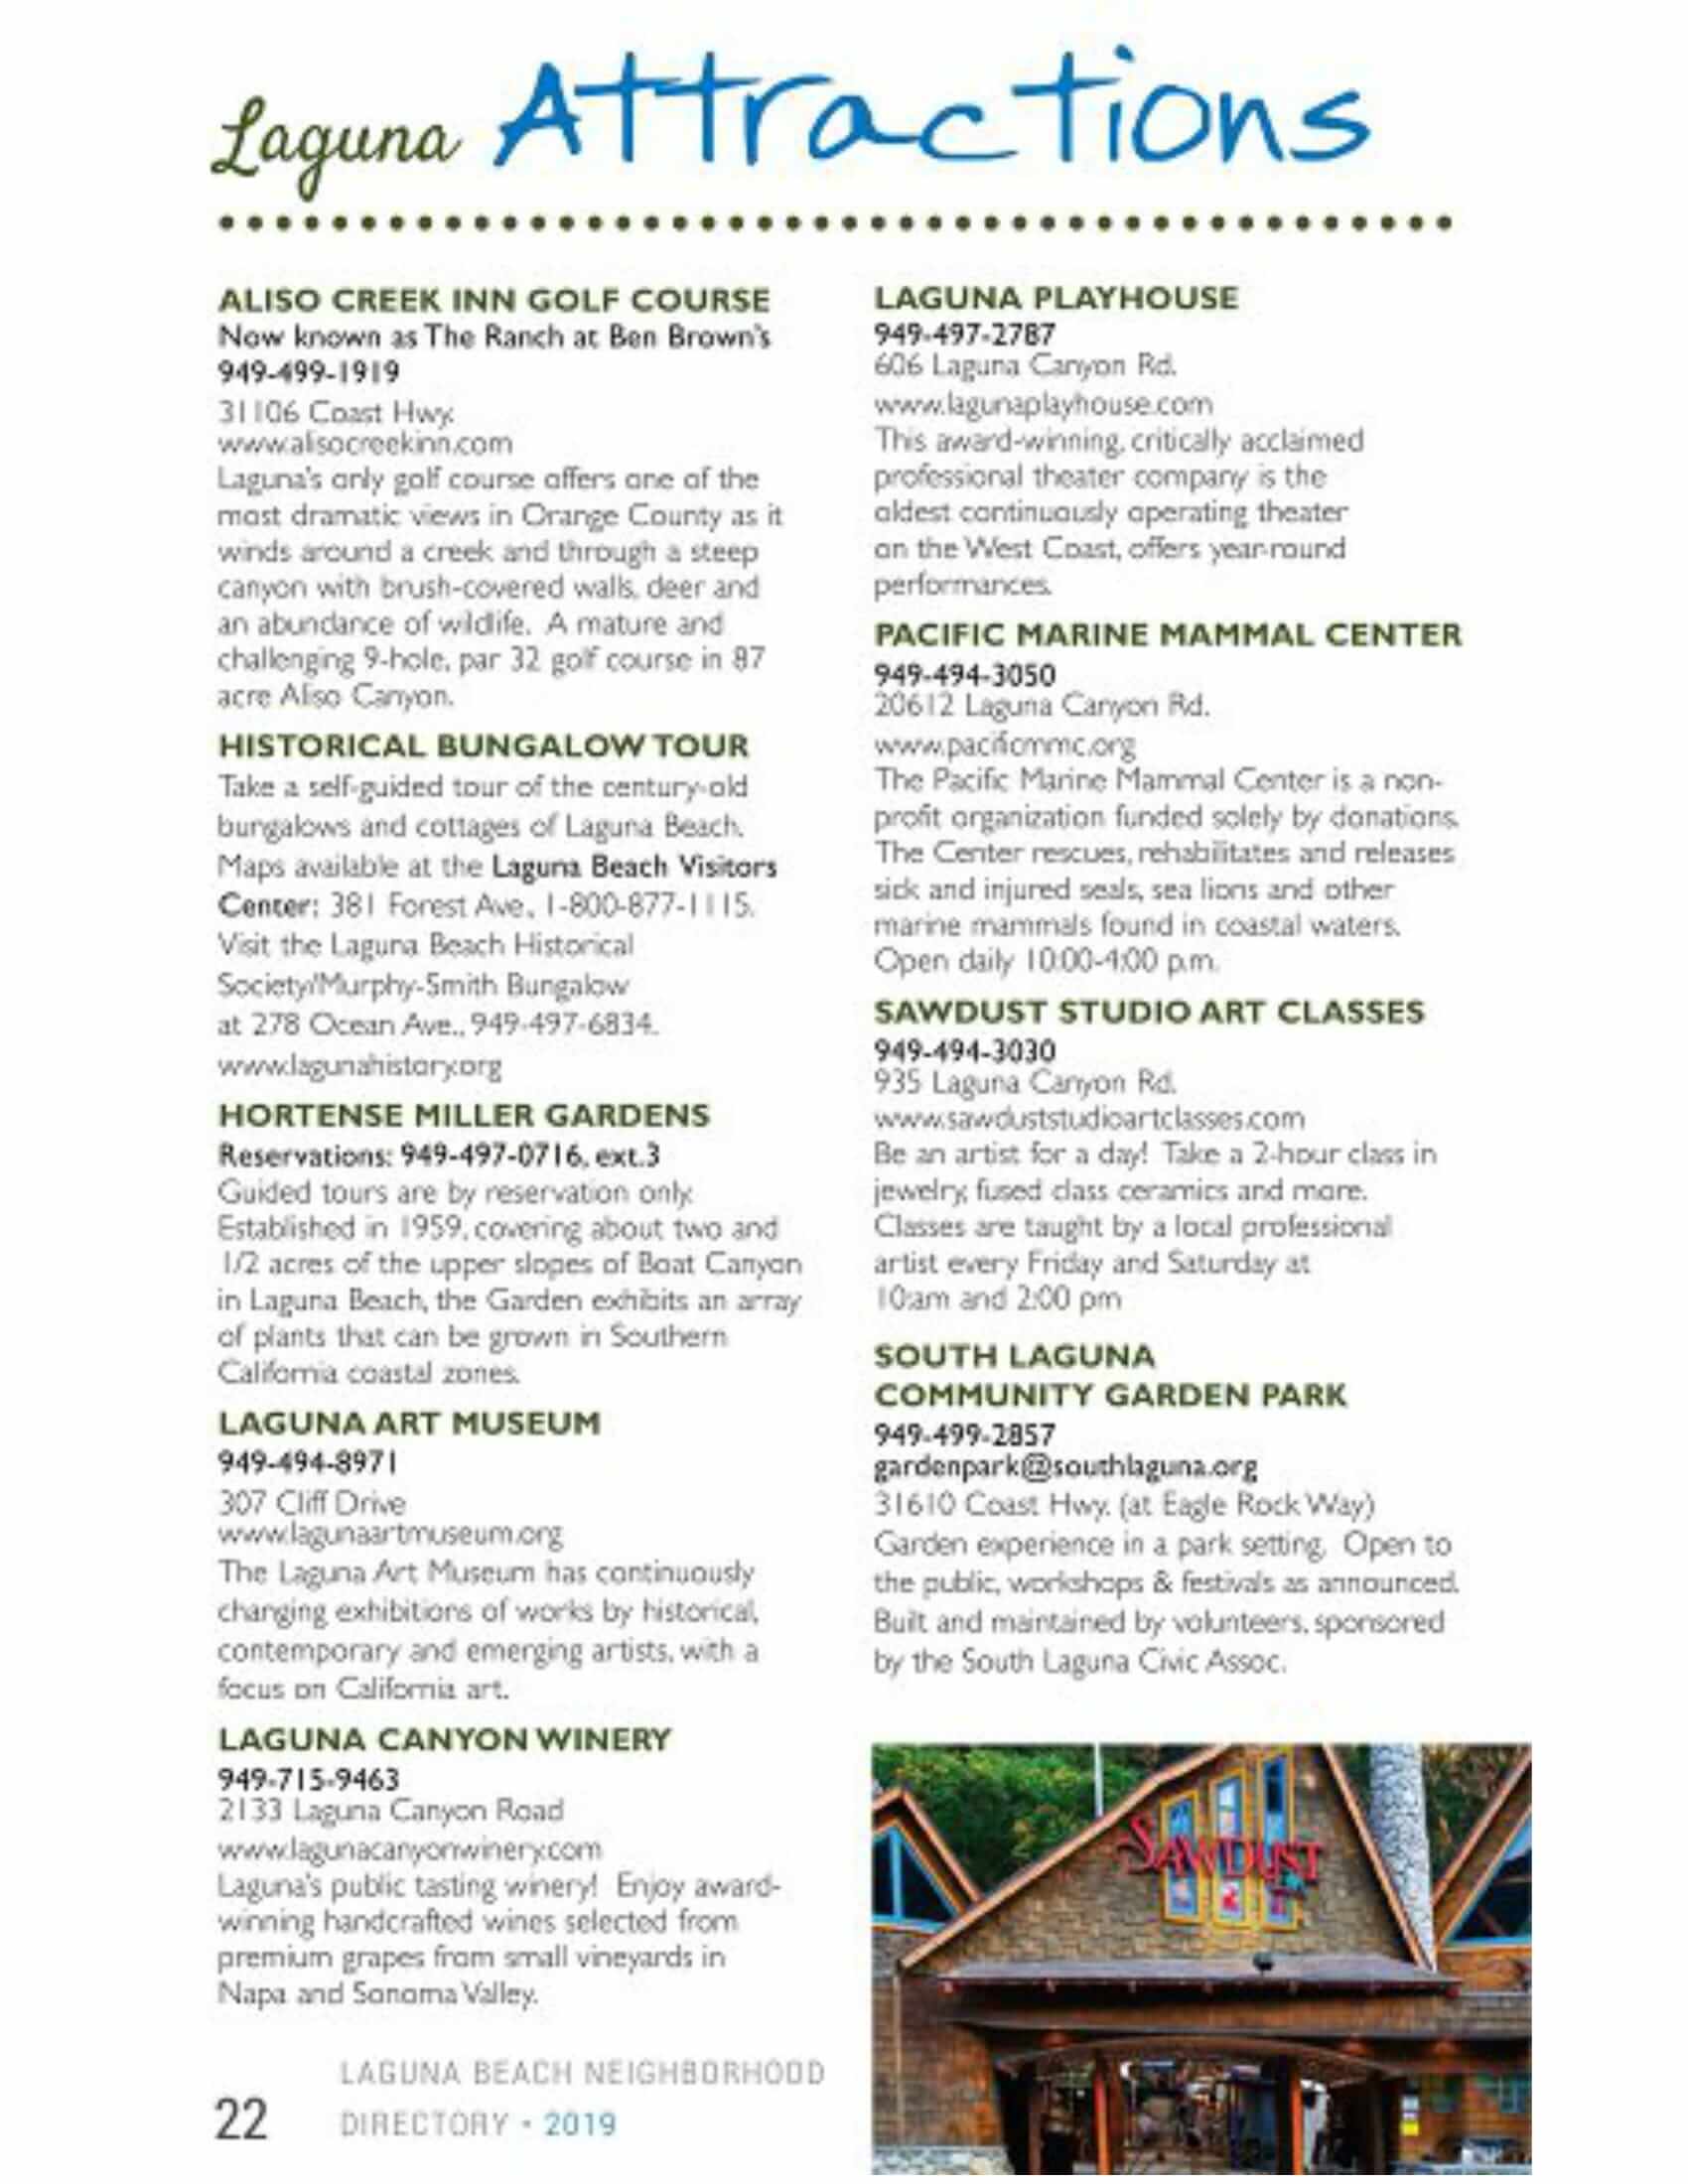 Laguna Attractions
ALISO CREEK INN GOLF COURSE
Now known as The Ranch at Ben Brown's
949-499-1919
31106 Coast Hwy.
www.alisocreekinn.com
Laguna's only golf course offers one of the
most dramatic views in Orange County as it
winds around a creek and through a steep
canyon with brush-covered walls, deer and
an abundance of wildlife. A mature and
challenging 9-hole, par 32 golf course in 87
acre Aliso Canyon.
HISTORICAL BUNGALOW TOUR
Take a self-guided tour of the century-old
bungalows and cottages of Laguna Beach.
Maps available at the Laguna Beach Visitors
Center: 381 Forest Ave., 1-800-877-1115.
Visit the Laguna Beach Historical
Society/Murphy-Smith Bungalow
at 278 Ocean Ave., 949-497-6834.
www.lagunahistory.org
HORTENSE MILLER GARDENS
Reservations: 949-497-0716, ext.3
Guided tours are by reservation only.
Established in 1959, covering about two and
1/2 acres of the upper slopes of Boat Canyon
in Laguna Beach, the Garden exhibits an array
of plants that can be grown in Southern
California coastal zones.
LAGUNA ART MUSEUM
949-494-8971
307 Cliff Drive
www.lagunaartmuseum.org
The Laguna Art Museum has continuously
changing exhibitions of works by historical,
contemporary and emerging artists, with a
focus on California art.
LAGUNA CANYON WINERY
949-715-9463
2133 Laguna Canyon Road
www.lagunacanyonwinery.com
Laguna's public tasting winery! Enjoy award-
winning handcrafted wines selected from
premium grapes from small vineyards in
Napa and Sonoma Valley.
LAGUNA PLAYHOUSE
949-497-2787
606 Laguna Canyon Rd.
www.lagunaplayhouse.com
This award-winning, critically acclaimed
professional theater company is the
oldest continuously operating theater
on the West Coast, offers year-round
performances.
PACIFIC MARINE MAMMAL CENTER
949-494-3050
20612 Laguna Canyon Rd.
www.pacificmmc.org
The Pacific Marine Mammal Center is a non-
profit organization funded solely by donations.
The Center rescues, rehabilitates and releases
sick and injured seals, sea lions and other
marine mammals found in coastal waters.
Open daily 10:00-4:00 p.m.
SAWDUST STUDIO ART CLASSES
949-494-3030
935 Laguna Canyon Rd.
www.sawduststudioartclasses.com
Be an artist for a day! Take a 2-hour class in
jewelry, fused class ceramics and more.
Classes are taught by a local professional
artist every Friday and Saturday at
10:am and 2:00 pm
SOUTH LAGUNA
COMMUNITY GARDEN PARK
949-499-2857
gardenpark@southlaguna.org
31610 Coast Hwy. (at Eagle Rock Way)
Garden experience in a park setting. Open to
the public, workshops & festivals as announced.
Built and maintained by volunteers, sponsored
by the South Laguna Civic Assoc.
SAWDUST
22
LAGUNA BEACH NEIGHBORHOOD
DIRECTORY • 2019